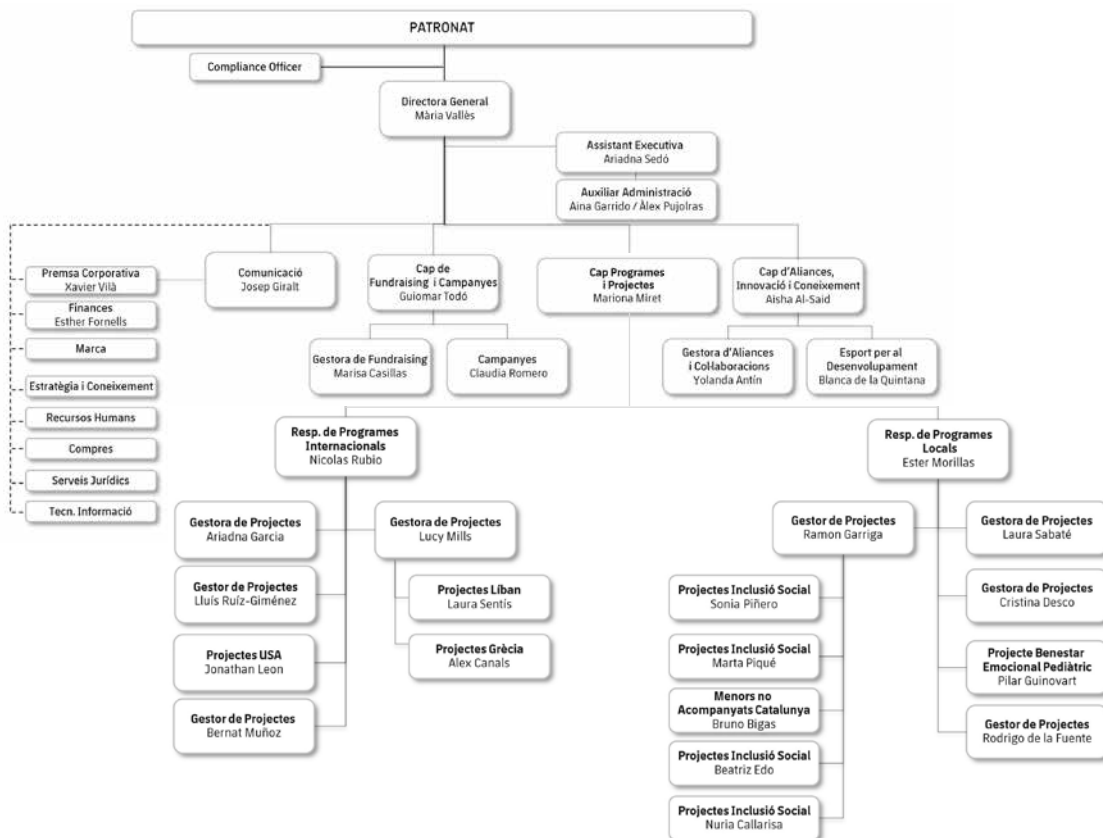 PATRONAT
Compliance Officer
Directora General
Mària Vallès
Assistant Executiva
Ariadna Sedó
Auxiliar Administració
Aina Garrido / Àlex Pujolras
Premsa Corporativa
Xavier Vilà
Comunicació
Josep Giralt
Cap de
Fundraising i Campanyes
Guiomar Todó
Cap Programes
i Projectes
Mariona Miret
Cap d'Aliances,
Innovació i Coneixement
Aisha Al-Said
Finances
Esther Fornells
Marca
Estratègia i Coneixement
Recursos Humans
Compres
Serveis Jurídics
Tecn. Informació
Gestora de Fundraising
Marisa Casillas
Campanyes
Claudia Romero
Gestora d'Aliances
i Col·laboracions
Yolanda Antín
Esport per al
Desenvolupament
Blanca de la Quintana
Resp. de Programes
Internacionals
Nicolas Rubio
Resp. de Programes
Locals
Ester Morillas
Gestora de Projectes
Ariadna Garcia
Gestora de Projectes
Lucy Mills
Gestor de Projectes
Lluís Ruíz-Giménez
Projectes Líban
Laura Sentís
Projectes USA
Jonathan Leon
Projectes Grècia
Alex Canals
Gestor de Projectes
Bernat Muñoz
Gestor de Projectes
Ramon Garriga
Gestora de Projectes
Laura Sabaté
Projectes Inclusió Social
Sonia Piñero
Gestora de Projectes
Cristina Desco
Projectes Inclusió Social
Marta Piqué
Projecte Benestar
Emocional Pediàtric
Pilar Guinovart
Menors no
Acompanyats Catalunya
Bruno Bigas
Gestor de Projectes
Rodrigo de la Fuente
Projectes Inclusió Social
Beatriz Edo
Projectes Inclusió Social
Nuria Callarisa